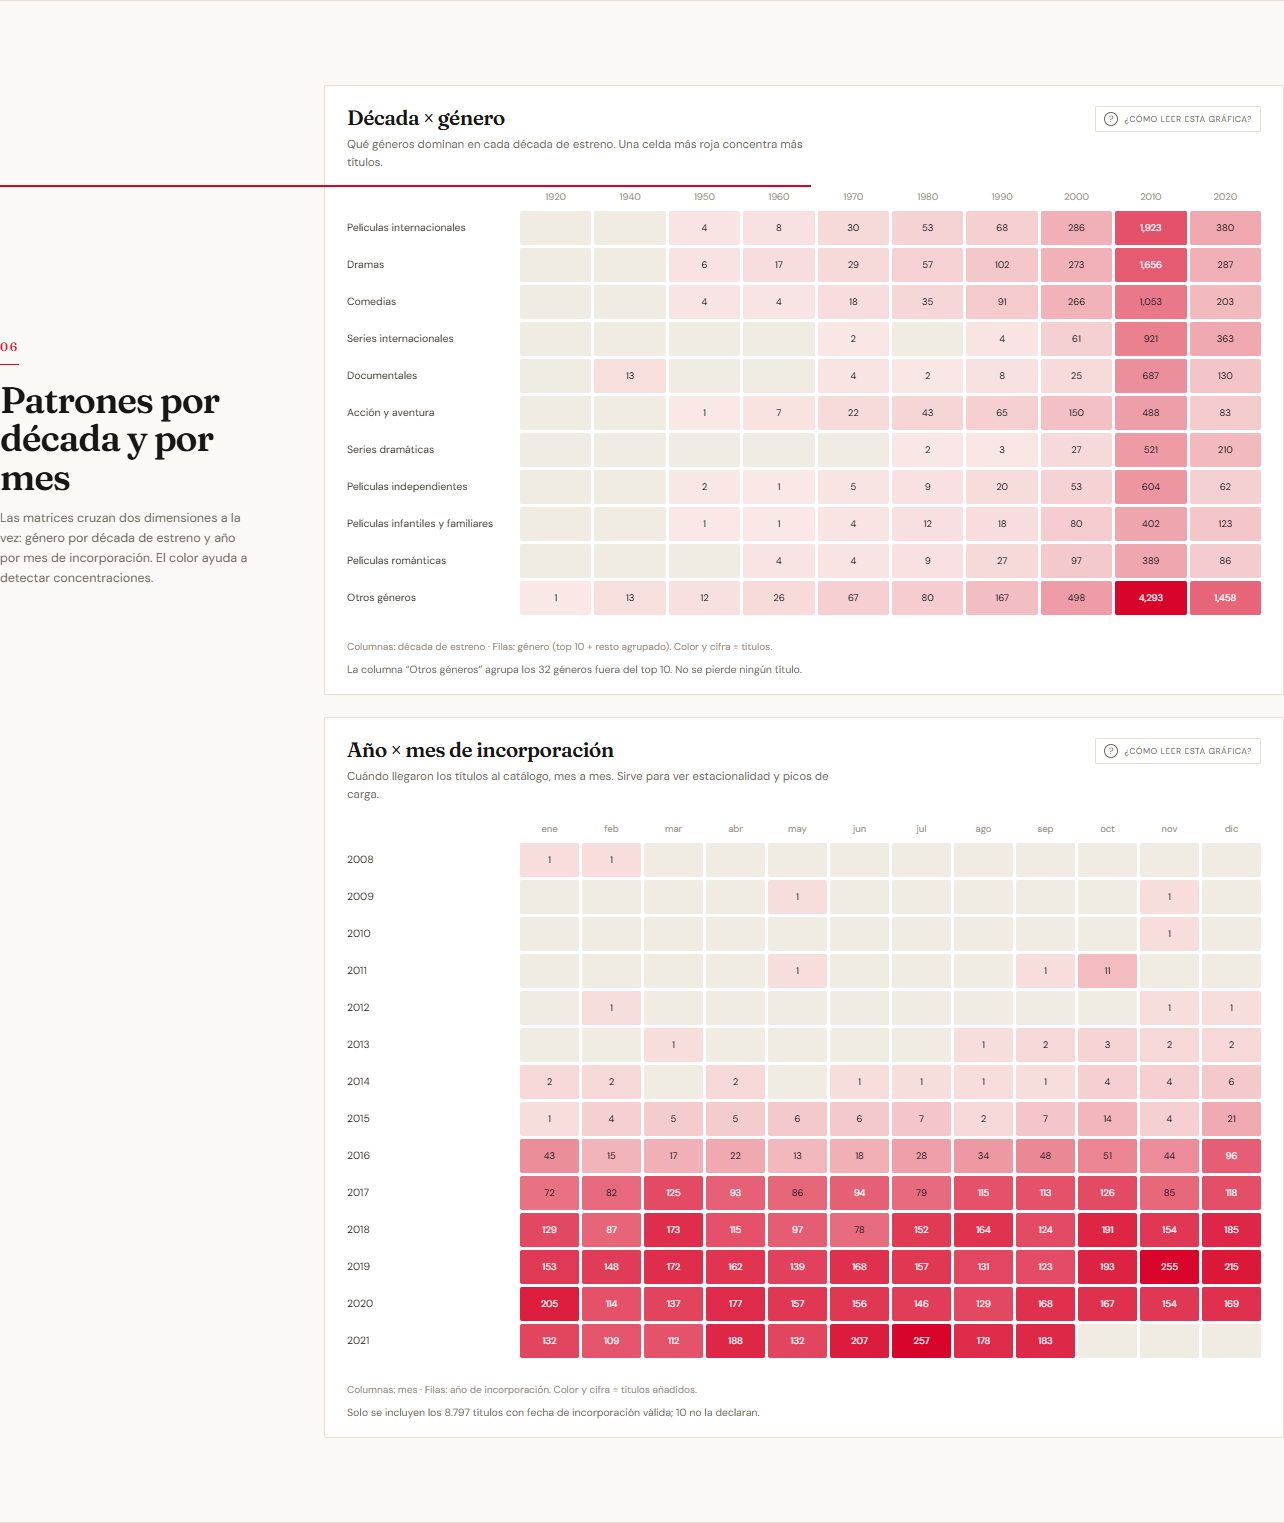 06
Patrones por
década y por
mes
Las matrices cruzan dos dimensiones a la
vez: género por década de estreno y año
por mes de incorporación. El color ayuda a
detectar concentraciones.
Década × género
? ¿CÓMO LEER ESTA GRÁFICA?
Qué géneros dominan en cada década de estreno. Una celda más roja concentra más
títulos.
1920 1940 1950 1960 1970 1980 1990 2000 2010 2020
Películas internacionales 4 8 30 53 68 286 1,923 380
Dramas 6 17 29 57 102 273 1,656 287
Comedias 4 4 18 35 91 266 1,053 203
Series internacionales 2 4 61 921 363
Documentales 13 4 2 8 25 687 130
Acción y aventura 1 7 22 43 65 150 488 83
Series dramáticas 2 3 27 521 210
Películas independientes 2 1 5 9 20 53 604 62
Películas infantiles y familiares 1 1 4 12 18 80 402 123
Películas románticas 4 4 9 27 97 389 86
Otros géneros 1 13 12 26 67 80 167 498 4,293 1,458
Columnas: década de estreno · Filas: género (top 10 + resto agrupado). Color y cifra = títulos.
La columna “Otros géneros” agrupa los 32 géneros fuera del top 10. No se pierde ningún título.
Año × mes de incorporación
? ¿CÓMO LEER ESTA GRÁFICA?
Cuándo llegaron los títulos al catálogo, mes a mes. Sirve para ver estacionalidad y picos de
carga.
ene feb mar abr may jun jul ago sep oct nov dic
2008 1 1
2009 1 1
2010 1
2011 1 1 11
2012 1 1 1
2013 1 1 2 3 2 2
2014 2 2 2 1 1 1 1 4 4 6
2015 1 4 5 5 6 6 7 2 7 14 4 21
2016 43 15 17 22 13 18 28 34 48 51 44 96
2017 72 82 125 93 86 94 79 115 113 126 85 118
2018 129 87 173 115 97 78 152 164 124 191 154 185
2019 153 148 172 162 139 168 157 131 123 193 255 215
2020 205 114 137 177 157 156 146 129 168 167 154 169
2021 132 109 112 188 132 207 257 178 183
Columnas: mes · Filas: año de incorporación. Color y cifra = títulos añadidos.
Solo se incluyen los 8.797 títulos con fecha de incorporación válida; 10 no la declaran.